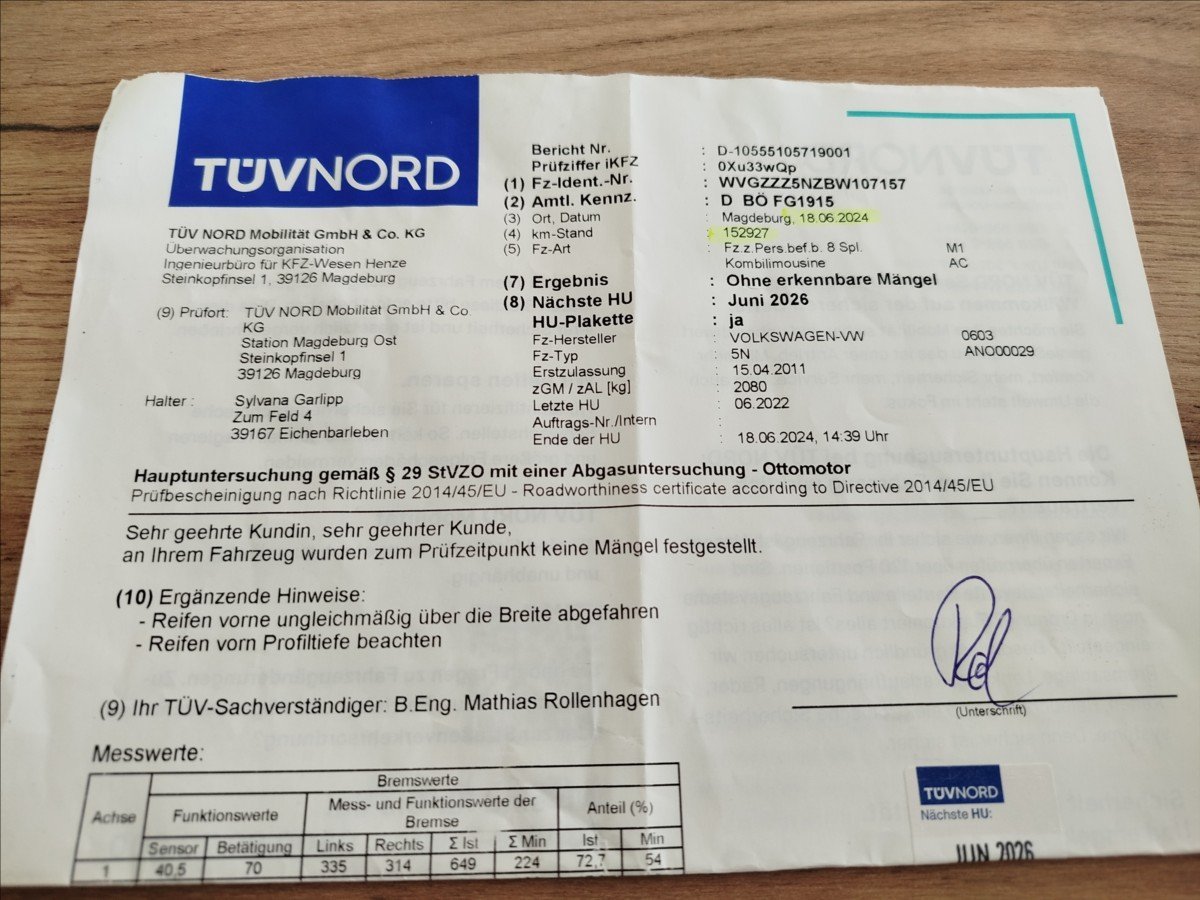 TÜVNORD
TÜV NORD Mobilität GmbH & Co. KG
Überwachungsorganisation
Ingenieurbüro für KFZ-Wesen Henze
Steinkopfinsel 1, 39126 Magdeburg
(9) Prüfort: TÜV NORD Mobilität GmbH & Co.
KG
Station Magdeburg Ost
Steinkopfinsel 1
39126 Magdeburg
Halter : Sylvana Garlipp
Zum Feld 4
39167 Eichenbarleben
Bericht Nr. : D-10555105719001
Prüfziffer iKFZ : 0Xu33wQp
(1) Fz-Ident.-Nr. : WVGZZZ5NZBW107157
(2) Amtl. Kennz. : D BÖ FG1915
(3) Ort, Datum : Magdeburg, 18.06.2024
(4) km-Stand : 152927
(5) Fz-Art : Fz.z.Pers.bef.b. 8 Spl. M1
Kombilimousine AC
(7) Ergebnis : Ohne erkennbare Mängel
(8) Nächste HU : Juni 2026
HU-Plakette : ja
Fz-Hersteller : VOLKSWAGEN-VW 0603
Fz-Typ : 5N ANO00029
Erstzulassung : 15.04.2011
zGM / zAL [kg] : 2080
Letzte HU : 06.2022
Auftrags-Nr./Intern :
Ende der HU : 18.06.2024, 14:39 Uhr
Hauptuntersuchung gemäß § 29 StVZO mit einer Abgasuntersuchung - Ottomotor
Prüfbescheinigung nach Richtlinie 2014/45/EU - Roadworthiness certificate according to Directive 2014/45/EU
Sehr geehrte Kundin, sehr geehrter Kunde,
an Ihrem Fahrzeug wurden zum Prüfzeitpunkt keine Mängel festgestellt.
(10) Ergänzende Hinweise:
- Reifen vorne ungleichmäßig über die Breite abgefahren
- Reifen vorn Profiltiefe beachten
(9) Ihr TÜV-Sachverständiger: B.Eng. Mathias Rollenhagen
(Unterschrift)
Messwerte:
Bremswerte
Achse Funktionswerte Mess- und Funktionswerte der Bremse Anteil (%)
Sensor Betätigung Links Rechts Σ Ist Σ Min Ist Min
1 40,5 70 335 314 649 224 72,7 54
TÜVNORD
Nächste HU:
JUN 2026